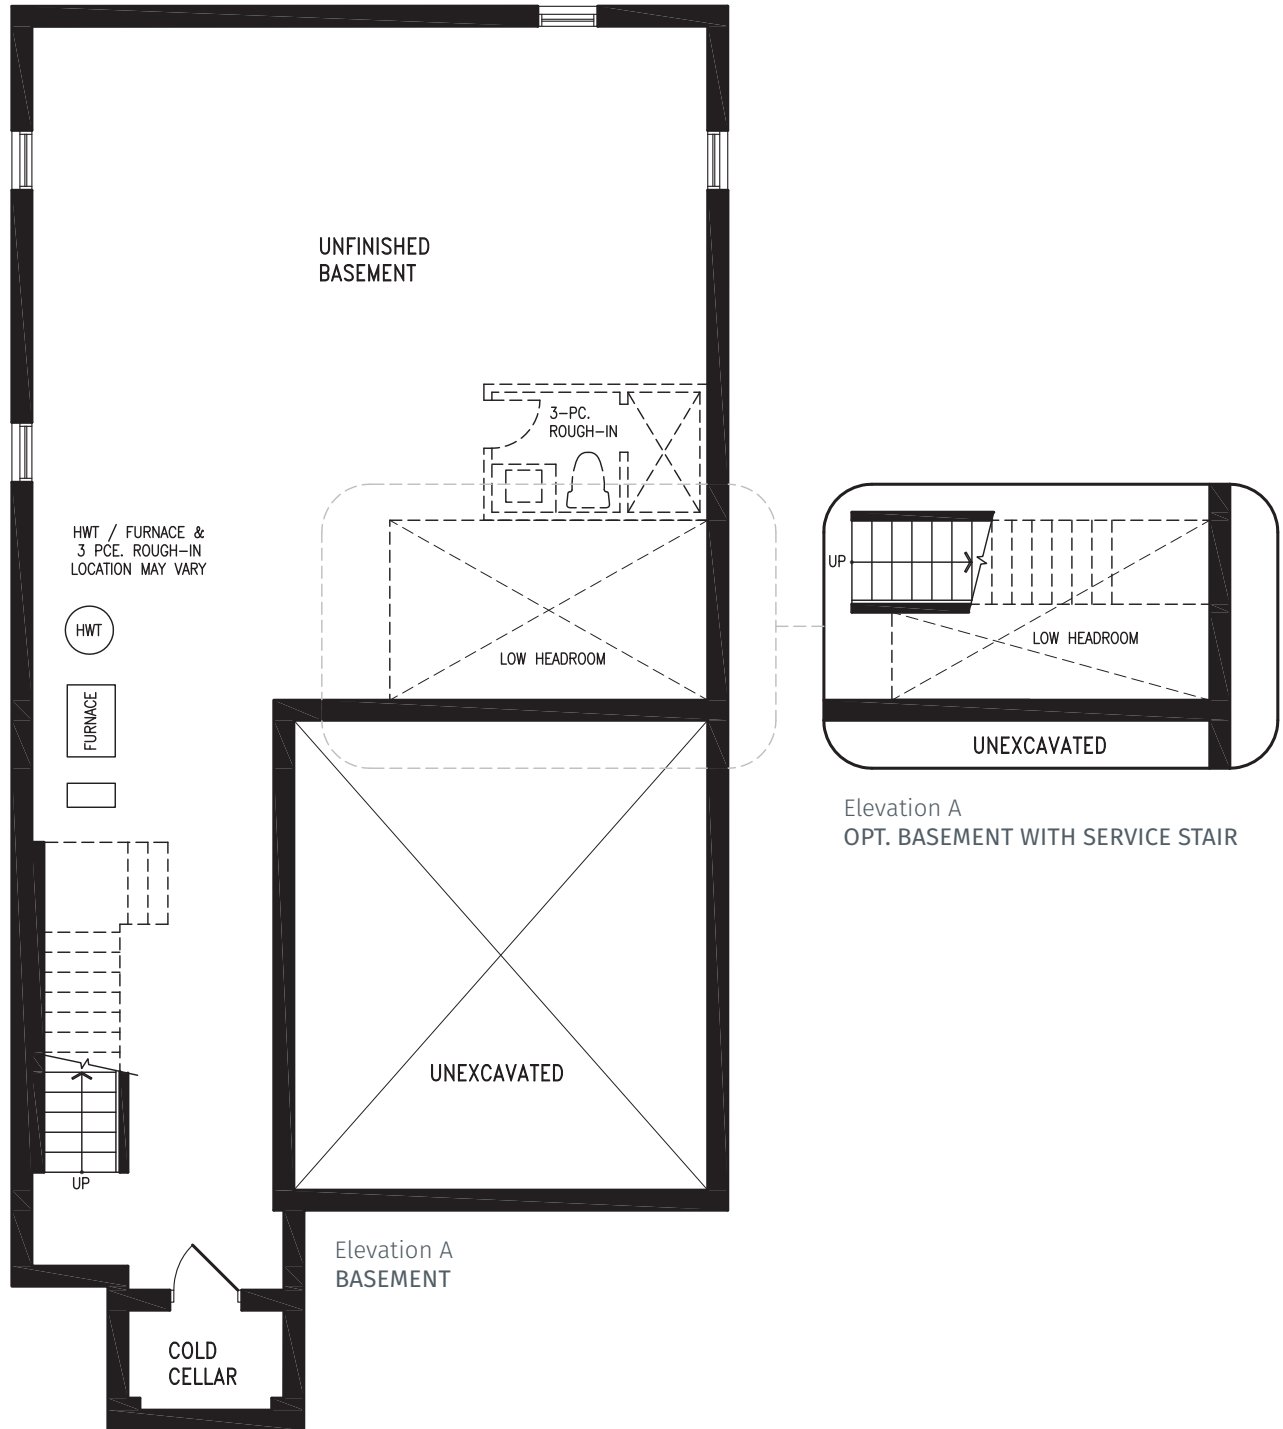 UNFINISHED
BASEMENT
3-PC.
ROUGH-IN
HWT / FURNACE &
3 PCE. ROUGH-IN
LOCATION MAY VARY
HWT
FURNACE
LOW HEADROOM
UP
LOW HEADROOM
UNEXCAVATED
Elevation A
OPT. BASEMENT WITH SERVICE STAIR
UNEXCAVATED
UP
Elevation A
BASEMENT
COLD
CELLAR